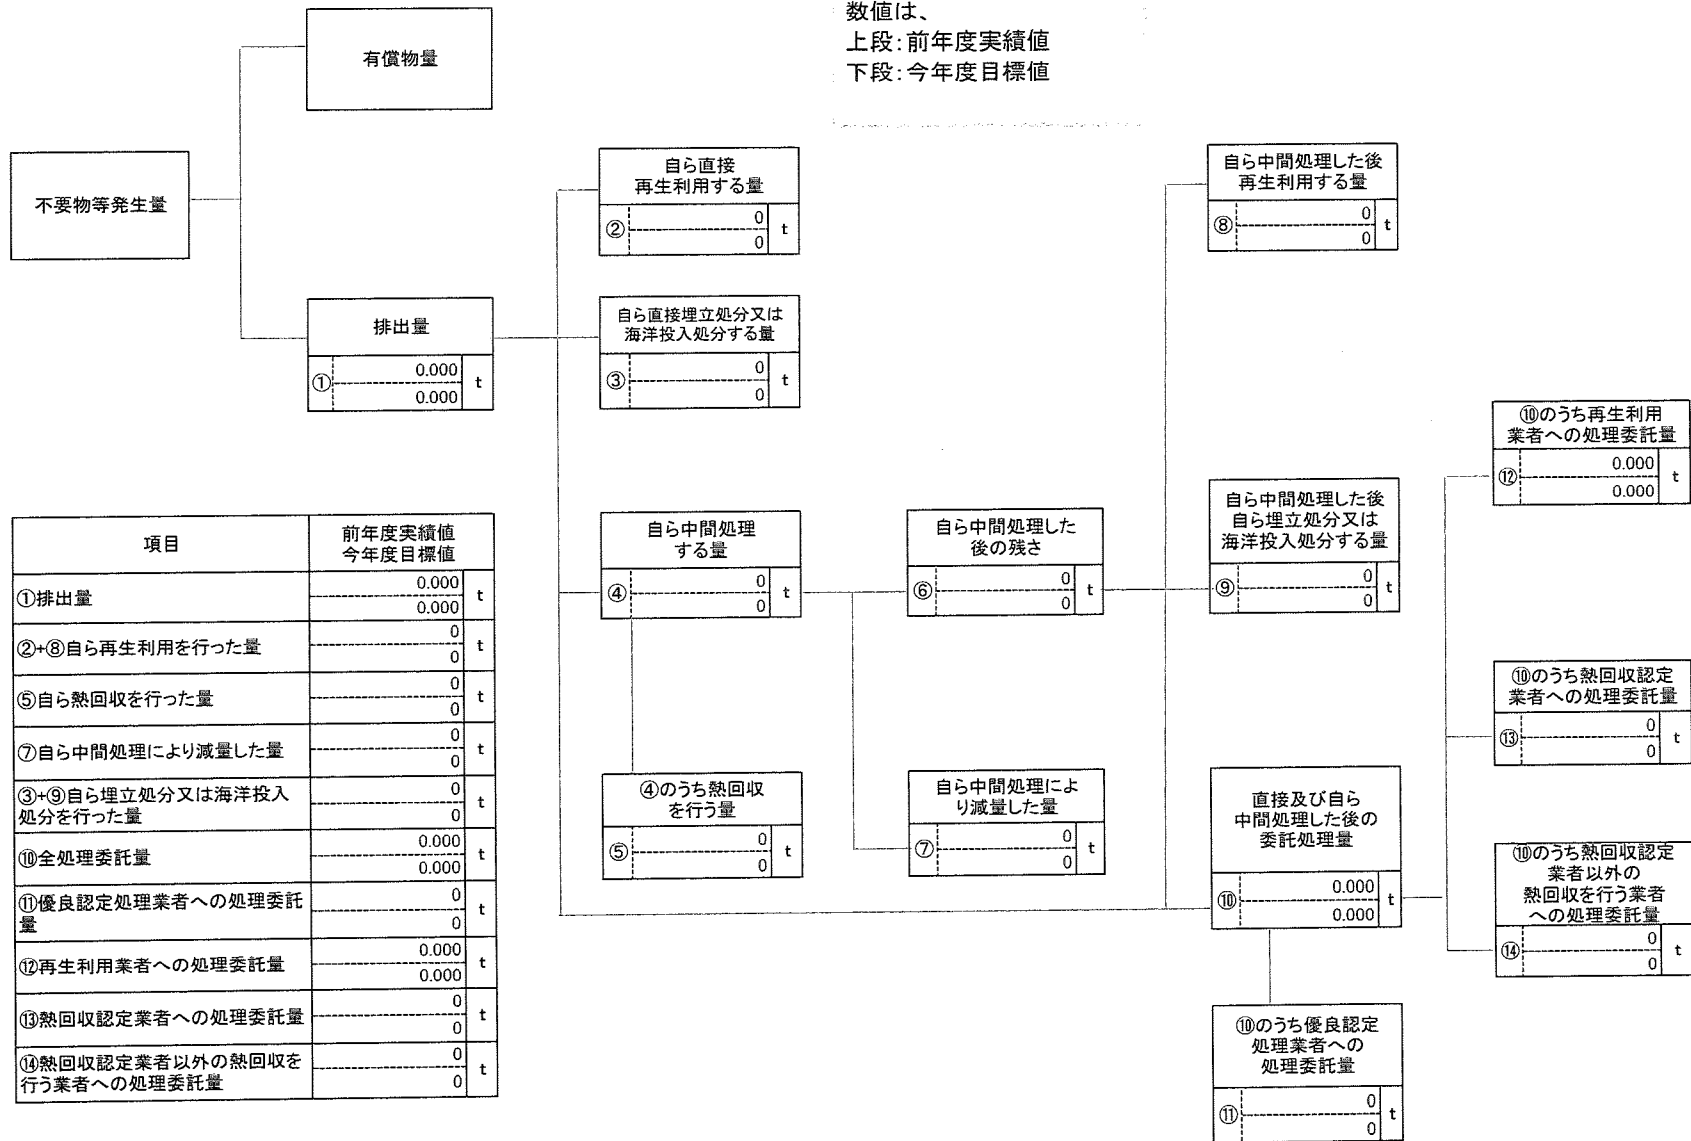 数値は、
上段:前年度実績値
下段:今年度目標値
有償物量
不要物等発生量
排出量
① 0.000 t
0.000
自ら直接
再生利用する量
② 0 t
0
自ら直接埋立処分又は
海洋投入処分する量
③ 0 t
0
自ら中間処理
する量
④ 0 t
0
④のうち熱回収
を行う量
⑤ 0 t
0
自ら中間処理した
後の残さ
⑥ 0 t
0
自ら中間処理によ
り減量した量
⑦ 0 t
0
自ら中間処理した後
再生利用する量
⑧ 0 t
0
自ら中間処理した後
自ら埋立処分又は
海洋投入処分する量
⑨ 0 t
0
直接及び自ら
中間処理した後の
委託処理量
⑩ 0.000 t
0.000
⑩のうち優良認定
処理業者への
処理委託量
⑪ 0 t
0
⑩のうち再生利用
業者への処理委託量
⑫ 0.000 t
0.000
⑩のうち熱回収認定
業者への処理委託量
⑬ 0 t
0
⑩のうち熱回収認定
業者以外の
熱回収を行う業者
への処理委託量
⑭ 0 t
0
項目 前年度実績値
今年度目標値
①排出量 0.000 t
0.000
②+⑧自ら再生利用を行った量 0 t
0
⑤自ら熱回収を行った量 0 t
0
⑦自ら中間処理により減量した量 0 t
0
③+⑨自ら埋立処分又は海洋投入 0 t
処分を行った量 0
⑩全処理委託量 0.000 t
0.000
⑪優良認定処理業者への処理委託 0 t
量 0
⑫再生利用業者への処理委託量 0.000 t
0.000
⑬熱回収認定業者への処理委託量 0 t
0
⑭熱回収認定業者以外の熱回収を 0 t
行う業者への処理委託量 0